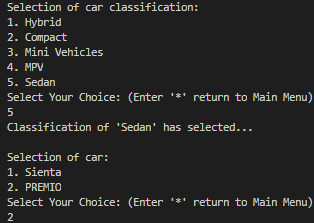 Selection of car classification:
1. Hybrid
2. Compact
3. Mini Vehicles
4. MPV
5. Sedan
Select Your Choice: (Enter '*' return to Main Menu)
5
Classification of 'Sedan' has selected...
Selection of car:
1. Sienta
2. PREMIO
Select Your Choice: (Enter '*' return to Main Menu)
2